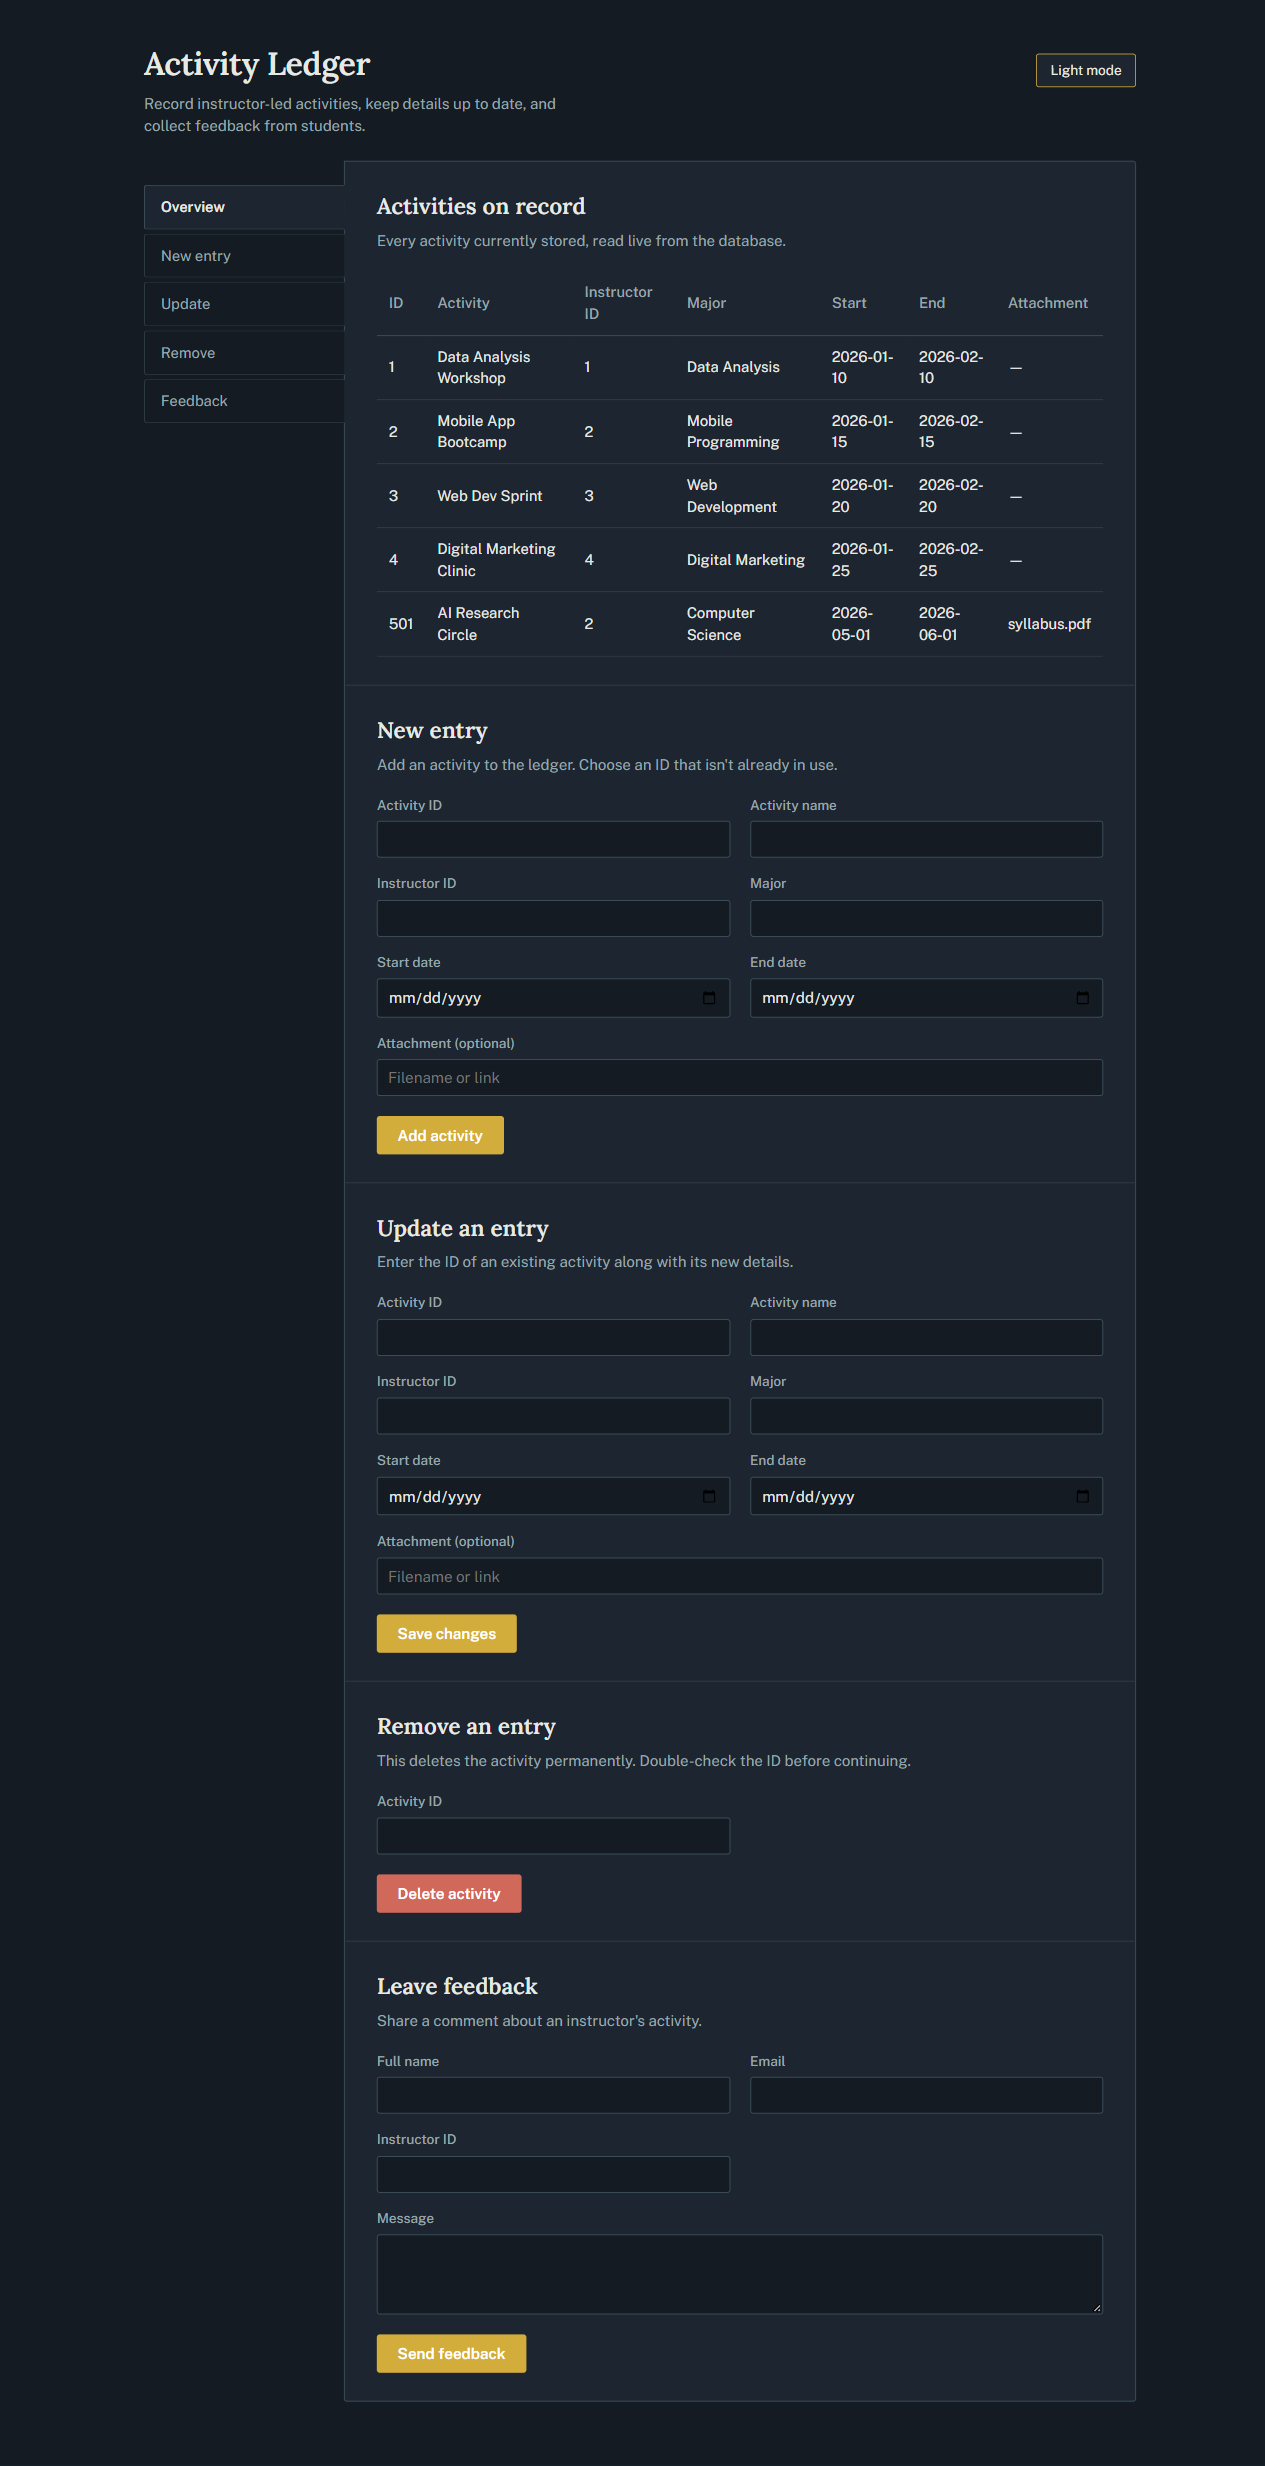 Activity Ledger
Light mode
Record instructor-led activities, keep details up to date, and
collect feedback from students.
Overview
New entry
Update
Remove
Feedback
Activities on record
Every activity currently stored, read live from the database.
ID Activity Instructor ID Major Start End Attachment
1 Data Analysis Workshop 1 Data Analysis 2026-01-10 2026-02-10 —
2 Mobile App Bootcamp 2 Mobile Programming 2026-01-15 2026-02-15 —
3 Web Dev Sprint 3 Web Development 2026-01-20 2026-02-20 —
4 Digital Marketing Clinic 4 Digital Marketing 2026-01-25 2026-02-25 —
501 AI Research Circle 2 Computer Science 2026-05-01 2026-06-01 syllabus.pdf
New entry
Add an activity to the ledger. Choose an ID that isn't already in use.
Activity ID Activity name
Instructor ID Major
Start date End date
mm/dd/yyyy mm/dd/yyyy
Attachment (optional)
Filename or link
Add activity
Update an entry
Enter the ID of an existing activity along with its new details.
Activity ID Activity name
Instructor ID Major
Start date End date
mm/dd/yyyy mm/dd/yyyy
Attachment (optional)
Filename or link
Save changes
Remove an entry
This deletes the activity permanently. Double-check the ID before continuing.
Activity ID
Delete activity
Leave feedback
Share a comment about an instructor's activity.
Full name Email
Instructor ID
Message
Send feedback